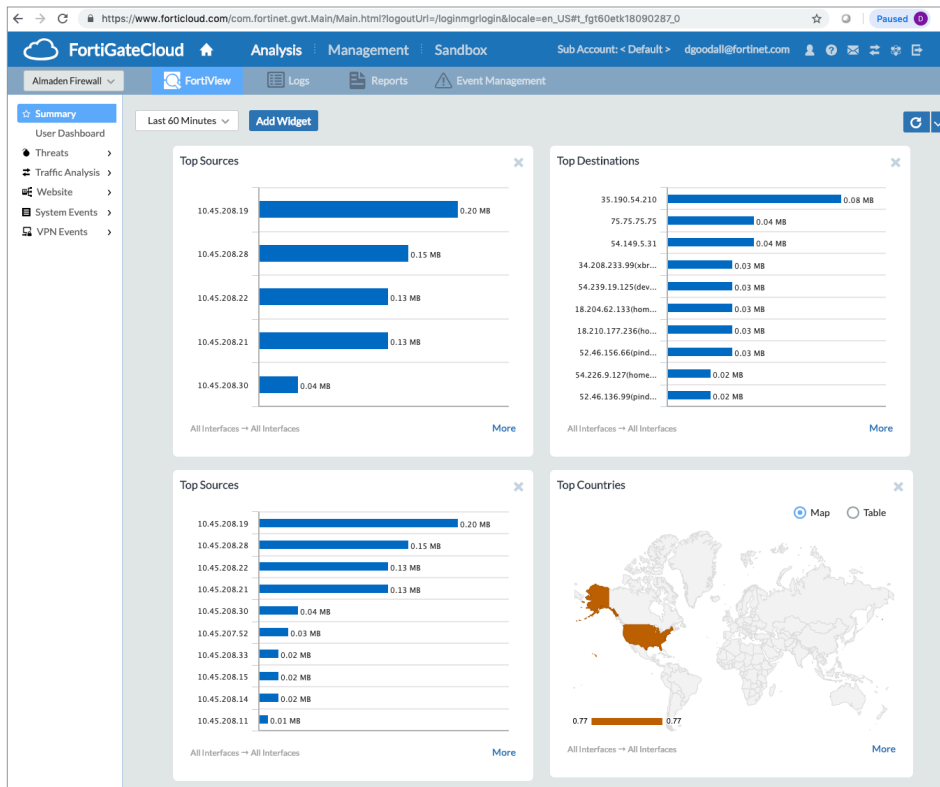 https://www.forticloud.com/com.fortinet.gwt.Main/Main.html?logoutUrl=/loginmgrlogin&locale=en_US#t_fgt60etk18090287_0
Paused D
FortiGateCloud Analysis Management Sandbox Sub Account: < Default > dgoodall@fortinet.com
Almaden Firewall FortiView Logs Reports Event Management
Summary
User Dashboard
Threats
Traffic Analysis
Website
System Events
VPN Events
Last 60 Minutes Add Widget
Top Sources
10.45.208.19 0.20 MB
10.45.208.28 0.15 MB
10.45.208.22 0.13 MB
10.45.208.21 0.13 MB
10.45.208.30 0.04 MB
All Interfaces → All Interfaces More
Top Destinations
35.190.54.210 0.08 MB
75.75.75.75 0.04 MB
54.149.5.31 0.04 MB
34.208.233.99(xbr... 0.03 MB
54.239.19.125(dev... 0.03 MB
18.204.62.133(hom... 0.03 MB
18.210.177.236(ho... 0.03 MB
52.46.156.66(pind... 0.03 MB
54.226.9.127(home... 0.02 MB
52.46.136.99(pind... 0.02 MB
All Interfaces → All Interfaces More
Top Sources
10.45.208.19 0.20 MB
10.45.208.28 0.15 MB
10.45.208.22 0.13 MB
10.45.208.21 0.13 MB
10.45.208.30 0.04 MB
10.45.207.52 0.03 MB
10.45.208.33 0.02 MB
10.45.208.15 0.02 MB
10.45.208.14 0.02 MB
10.45.208.11 0.01 MB
All Interfaces → All Interfaces More
Top Countries
Map Table
0.77 0.77
All Interfaces → All Interfaces More